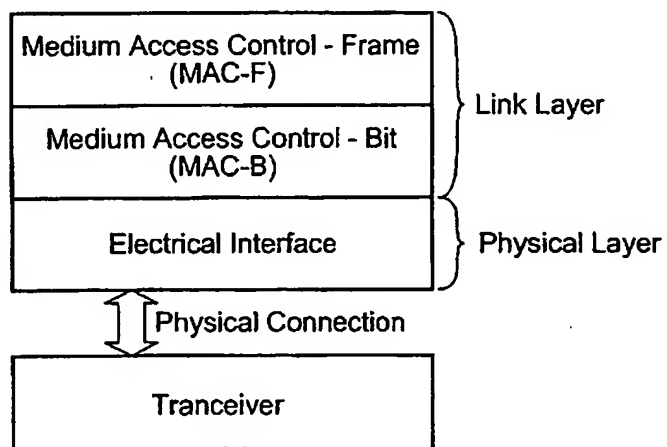 Medium Access Control - Frame
(MAC-F)
Link Layer
Medium Access Control - Bit
(MAC-B)
Electrical Interface
Physical Layer
Physical Connection
Tranceiver